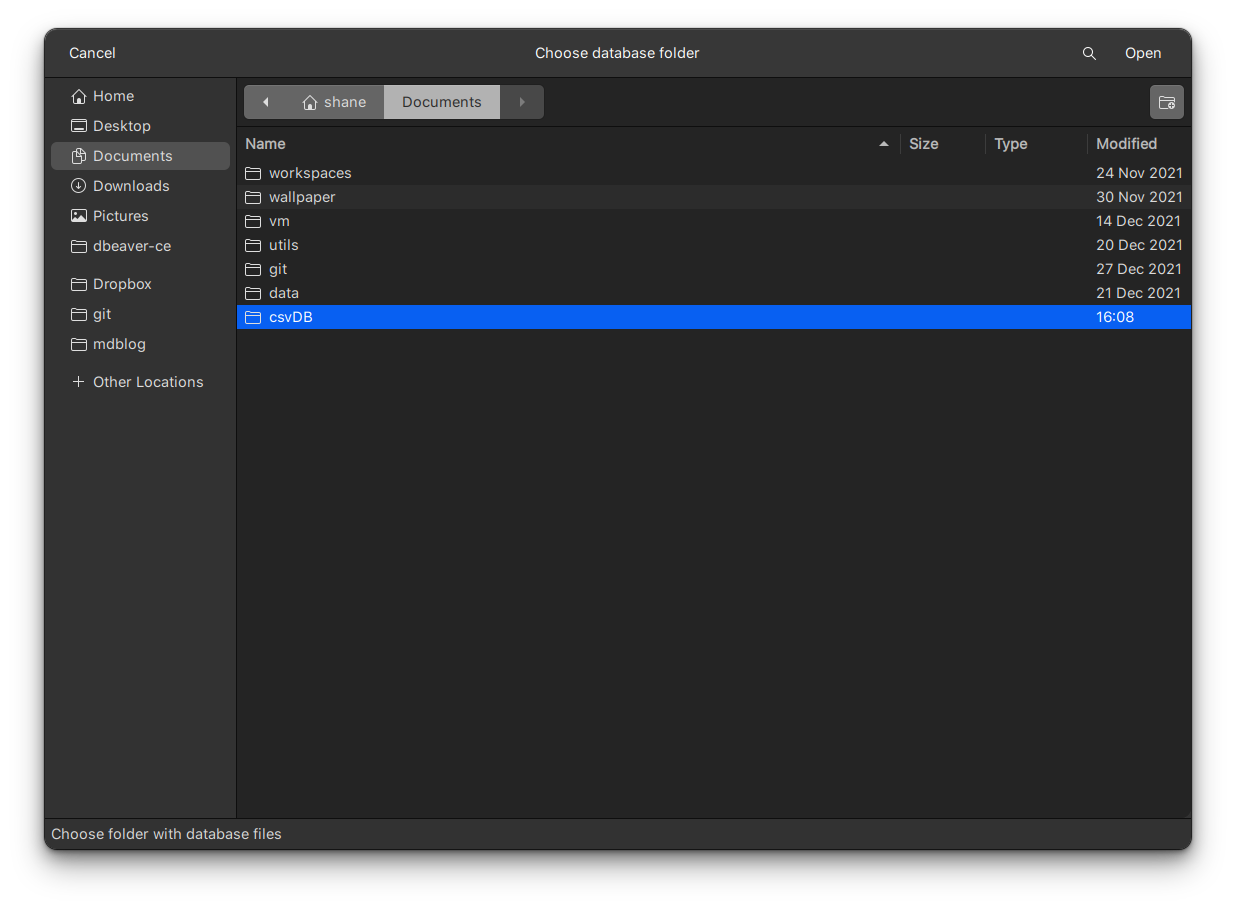 Cancel Choose database folder Open
Home
Desktop
Documents
Downloads
Pictures
dbeaver-ce
Dropbox
git
mdblog
Other Locations
shane Documents
Name Size Type Modified
workspaces 24 Nov 2021
wallpaper 30 Nov 2021
vm 14 Dec 2021
utils 20 Dec 2021
git 27 Dec 2021
data 21 Dec 2021
csvDB 16:08
Choose folder with database files